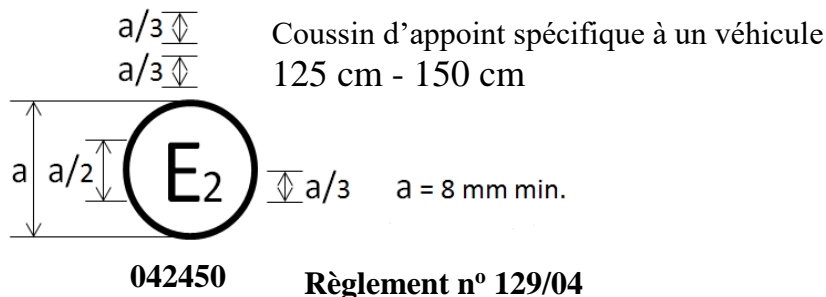 a/3 Coussin d’appoint spécifique à un véhicule
a/3 125 cm - 150 cm
a a/2 E2 a/3 a = 8 mm min.
042450 Règlement nº 129/04